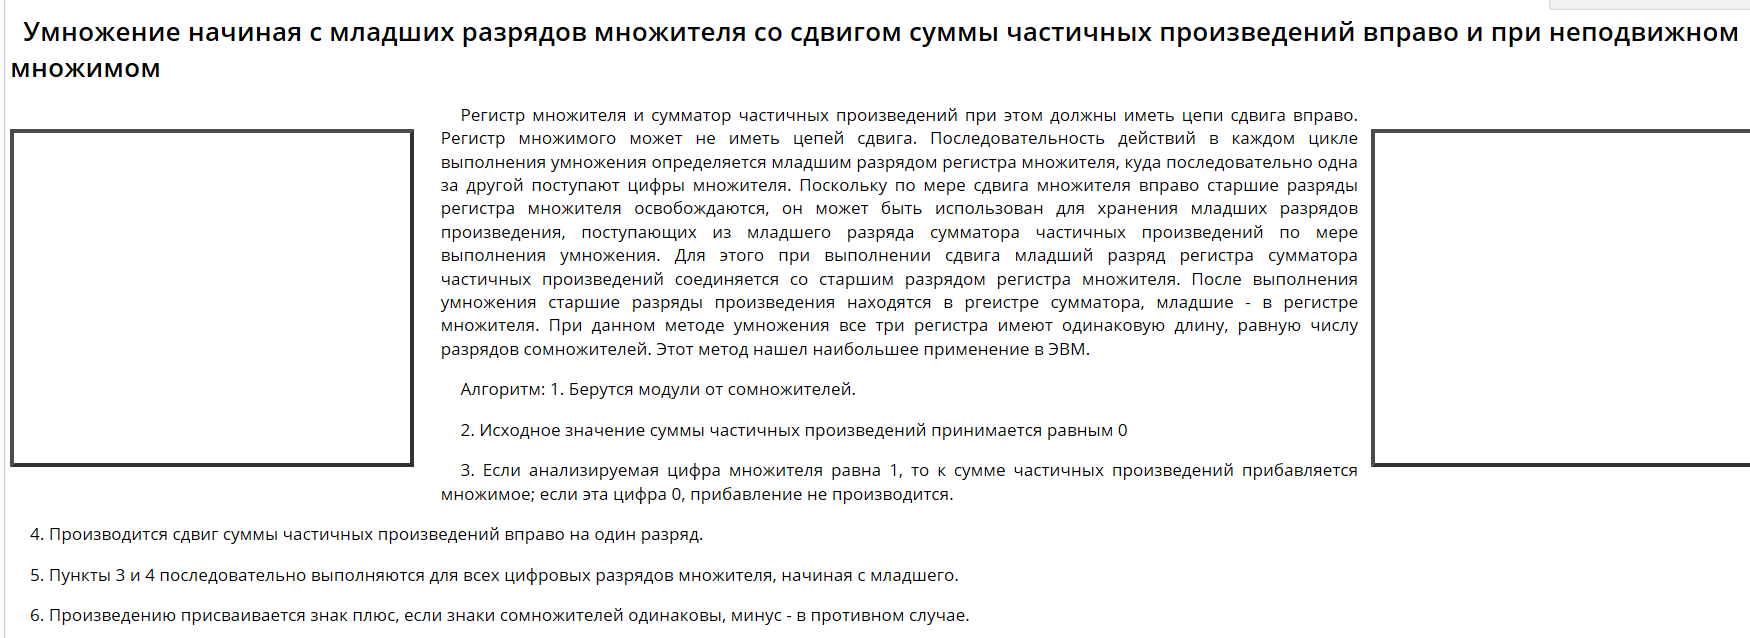 Умножение начиная с младших разрядов множителя со сдвигом суммы частичных произведений вправо и при неподвижном
множимом
Регистр множителя и сумматор частичных произведений при этом должны иметь цепи сдвига вправо.
Регистр множимого может не иметь цепей сдвига. Последовательность действий в каждом цикле
выполнения умножения определяется младшим разрядом регистра множителя, куда последовательно одна
за другой поступают цифры множителя. Поскольку по мере сдвига множителя вправо старшие разряды
регистра множителя освобождаются, он может быть использован для хранения младших разрядов
произведения, поступающих из младшего разряда сумматора частичных произведений по мере
выполнения умножения. Для этого при выполнении сдвига младший разряд регистра сумматора
частичных произведений соединяется со старшим разрядом регистра множителя. После выполнения
умножения старшие разряды произведения находятся в ргеистре сумматора, младшие - в регистре
множителя. При данном методе умножения все три регистра имеют одинаковую длину, равную числу
разрядов сомножителей. Этот метод нашел наибольшее применение в ЭВМ.
Алгоритм: 1. Берутся модули от сомножителей.
2. Исходное значение суммы частичных произведений принимается равным 0
3. Если анализируемая цифра множителя равна 1, то к сумме частичных произведений прибавляется
множимое; если эта цифра 0, прибавление не производится.
4. Производится сдвиг суммы частичных произведений вправо на один разряд.
5. Пункты 3 и 4 последовательно выполняются для всех цифровых разрядов множителя, начиная с младшего.
6. Произведению присваивается знак плюс, если знаки сомножителей одинаковы, минус - в противном случае.